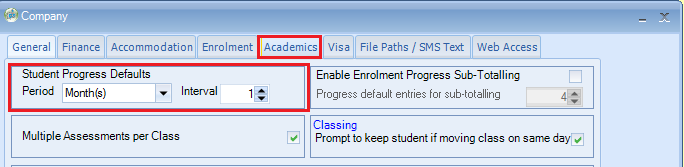 Company
General Finance Accommodation Enrolment Academics Visa File Paths / SMS Text Web Access
Student Progress Defaults
Period Month(s) Interval 1
Enable Enrolment Progress Sub-Totalling
Progress default entries for sub-totalling 4
Multiple Assessments per Class
Classing
Prompt to keep student if moving class on same day